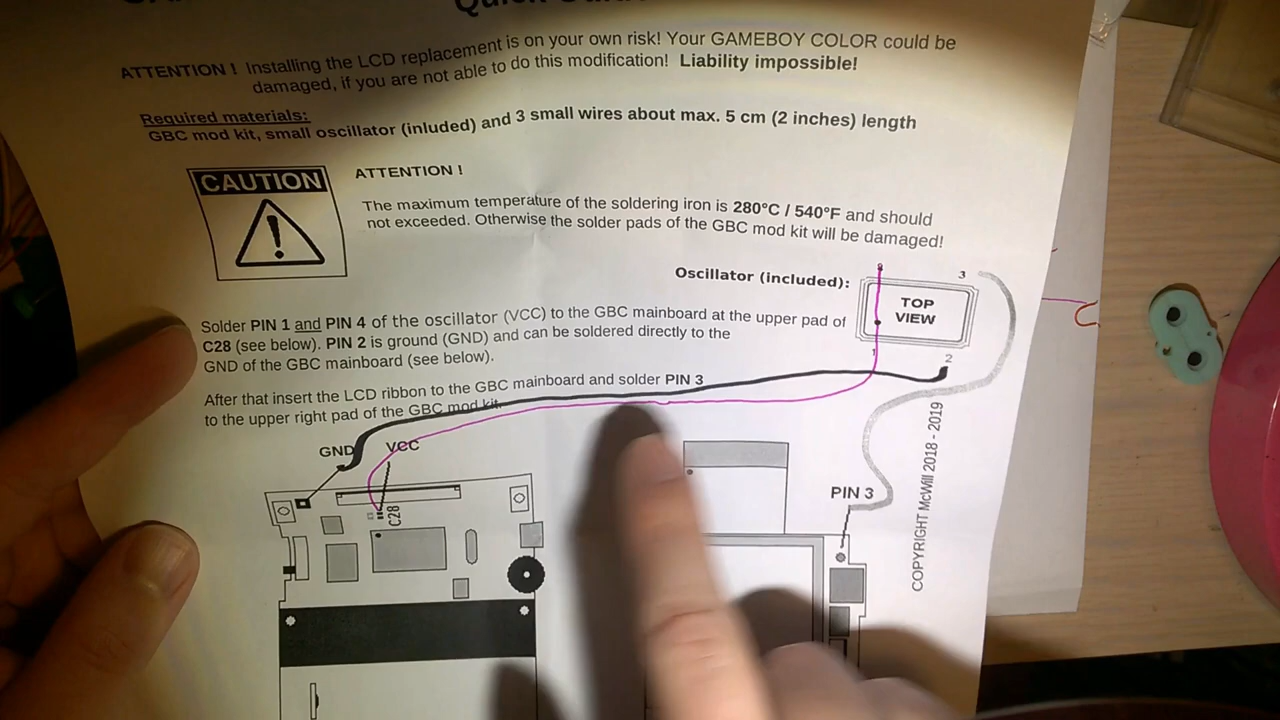 Quick
ATTENTION ! Installing the LCD replacement is on your own risk! Your GAMEBOY COLOR could be
damaged, if you are not able to do this modification! Liability impossible!
Required materials:
GBC mod kit, small oscillator (inluded) and 3 small wires about max. 5 cm (2 inches) length
CAUTION
ATTENTION !
The maximum temperature of the soldering iron is 280°C / 540°F and should
not exceeded. Otherwise the solder pads of the GBC mod kit will be damaged!
Oscillator (included):
3
TOP
VIEW
1
2
Solder PIN 1 and PIN 4 of the oscillator (VCC) to the GBC mainboard at the upper pad of
C28 (see below). PIN 2 is ground (GND) and can be soldered directly to the
GND of the GBC mainboard (see below).
After that insert the LCD ribbon to the GBC mainboard and solder PIN 3
to the upper right pad of the GBC mod kit.
GND
VCC
C28
PIN 3
COPYRIGHT McWill 2018 - 2019